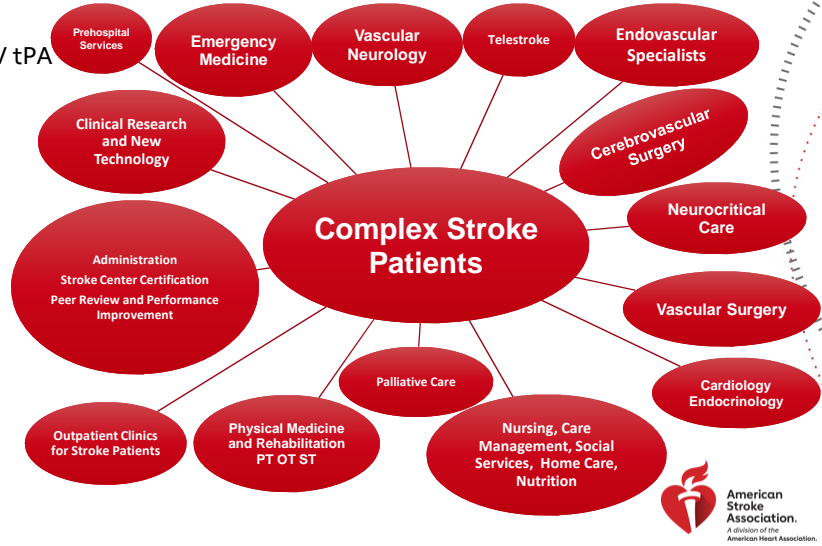 Prehospital
Services
Emergency
Medicine
Vascular
Neurology
Telestroke
Endovascular
Specialists
tPA
Clinical Research
and New
Technology
Cerebrovascular
Surgery
Complex Stroke
Patients
Neurocritical
Care
Administration
Stroke Center Certification
Peer Review and Performance
Improvement
Vascular Surgery
Palliative Care
Cardiology
Endocrinology
Outpatient Clinics
for Stroke Patients
Physical Medicine
and Rehabilitation
PT OT ST
Nursing, Care
Management, Social
Services, Home Care,
Nutrition
American
Stroke
Association.
A division of the
American Heart Association.